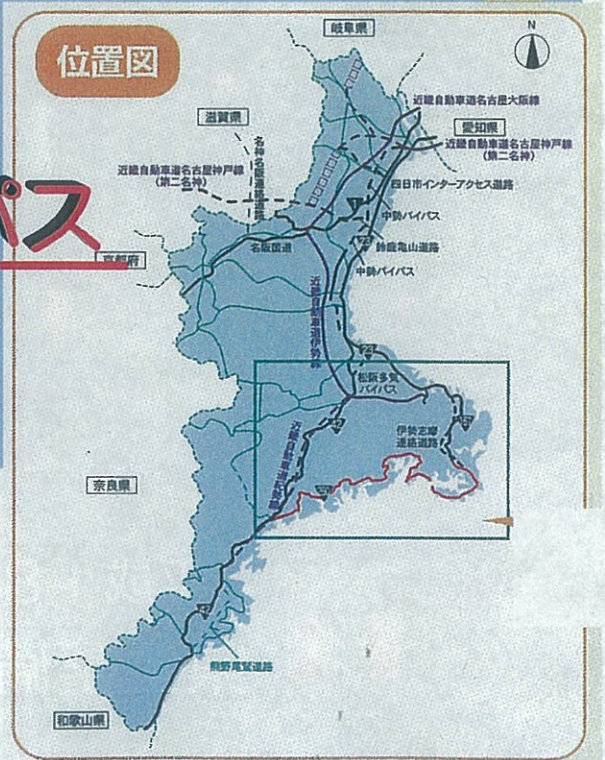 位置図
N
岐阜県
近畿自動車道名古屋大阪線
滋賀県
愛知県
近畿自動車道名古屋神戸線
(第二名神)
名神名阪連絡道路
近畿自動車道名古屋神戸線
(第二名神)
四日市インターアクセス道路
中勢バイパス
パス
鈴鹿亀山道路
名阪国道
京都府
中勢バイパス
近畿自動車道伊勢線
松阪多気
バイパス
伊勢志摩
連絡道路
近畿自動車道紀勢線
奈良県
熊野尾鷲道路
和歌山県